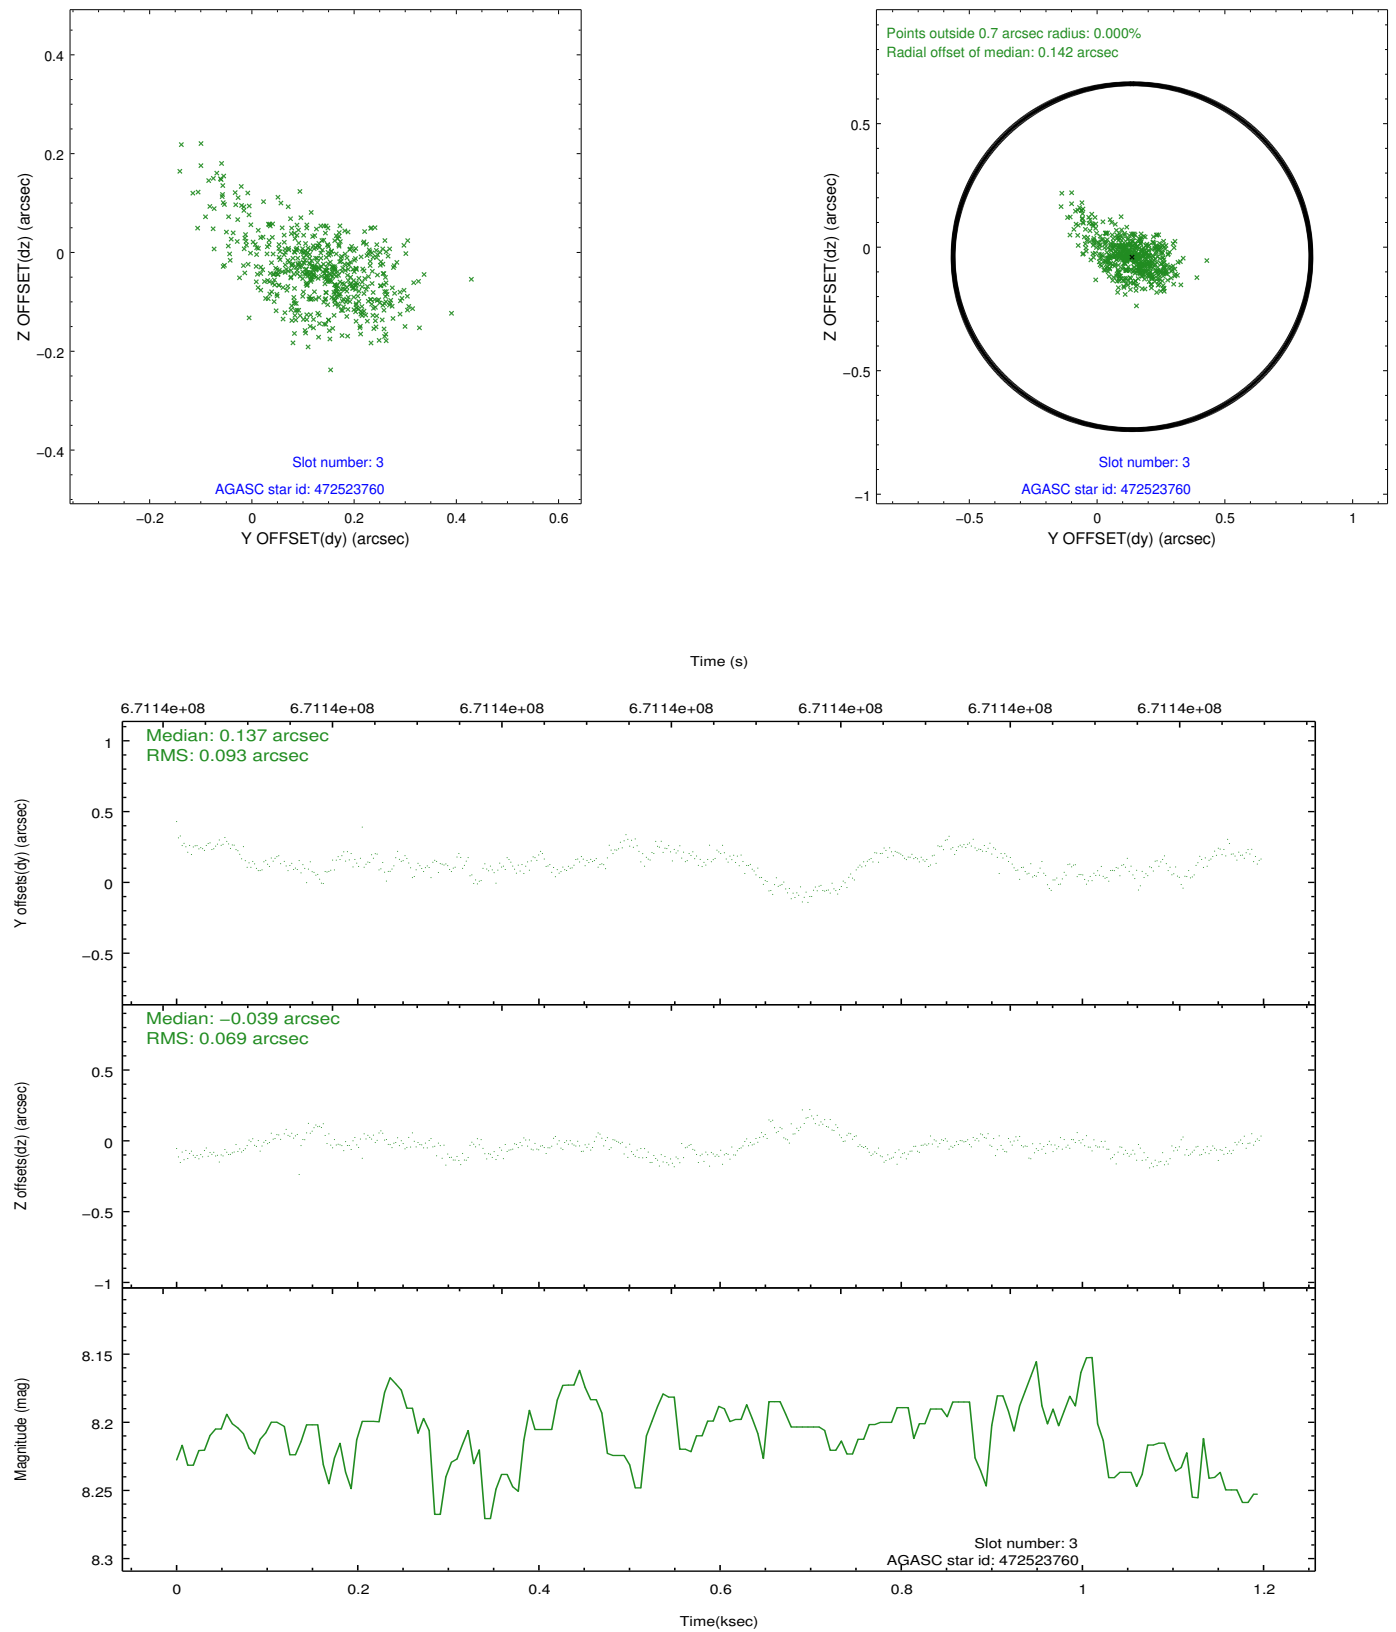 0.4
0.2
0
−0.2
−0.4
Z OFFSET(dz) (arcsec)
Slot number: 3
AGASC star id: 472523760
−0.2 0 0.2 0.4 0.6
Y OFFSET(dy) (arcsec)
Points outside 0.7 arcsec radius: 0.000%
Radial offset of median: 0.142 arcsec
0.5
0
−0.5
−1
Z OFFSET(dz) (arcsec)
Slot number: 3
AGASC star id: 472523760
−0.5 0 0.5 1
Y OFFSET(dy) (arcsec)
Time (s)
6.7114e+08 6.7114e+08 6.7114e+08 6.7114e+08 6.7114e+08 6.7114e+08 6.7114e+08
Median: 0.137 arcsec
RMS: 0.093 arcsec
1
0.5
0
−0.5
Y offsets(dy) (arcsec)
Median: −0.039 arcsec
RMS: 0.069 arcsec
0.5
0
−0.5
−1
Z offsets(dz) (arcsec)
8.15
8.2
8.25
8.3
Magnitude (mag)
Slot number: 3
AGASC star id: 472523760
0 0.2 0.4 0.6 0.8 1 1.2
Time(ksec)